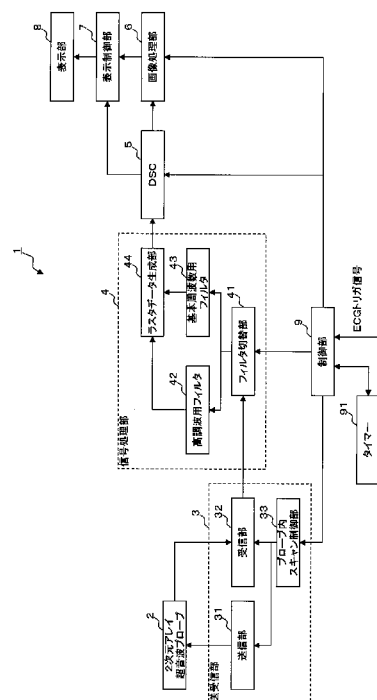 1
2
2次元アレイ
超音波プローブ
送受信部
3
31
送信部
32
受信部
33
プローブ内
スキャン制御部
信号処理部
4
41
フィルタ切替部
42
高調波用フィルタ
43
基本周波数用
フィルタ
44
ラスタデータ生成部
5
DSC
6
画像処理部
7
表示制御部
8
表示部
9
制御部
91
タイマー
ECGトリガ信号